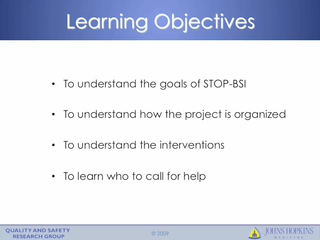 Learning Objectives
• To understand the goals of STOP-BSI
• To understand how the project is organized
• To understand the interventions
• To learn who to call for help
QUALITY AND SAFETY
RESEARCH GROUP
© 2009
JOHNS HOPKINS
MEDICINE